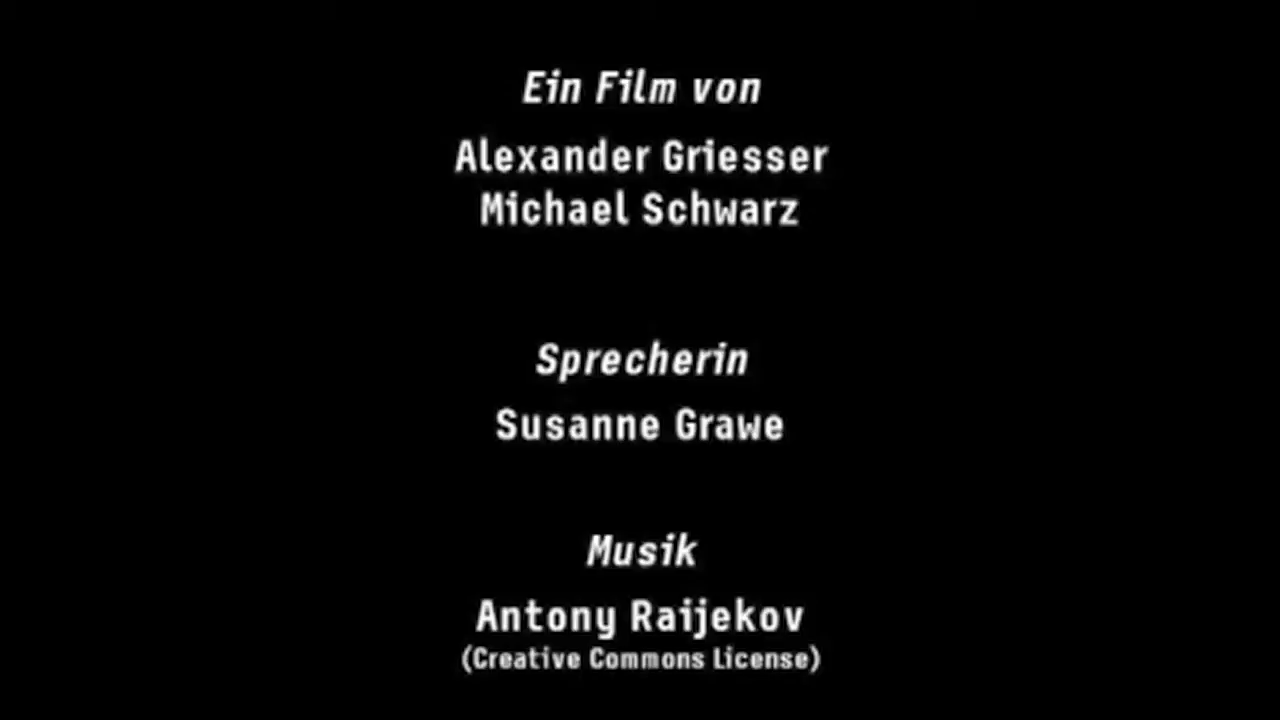 Ein Film von
Alexander Griesser
Michael Schwarz
Sprecherin
Susanne Grawe
Musik
Antony Raijekov
(Creative Commons License)